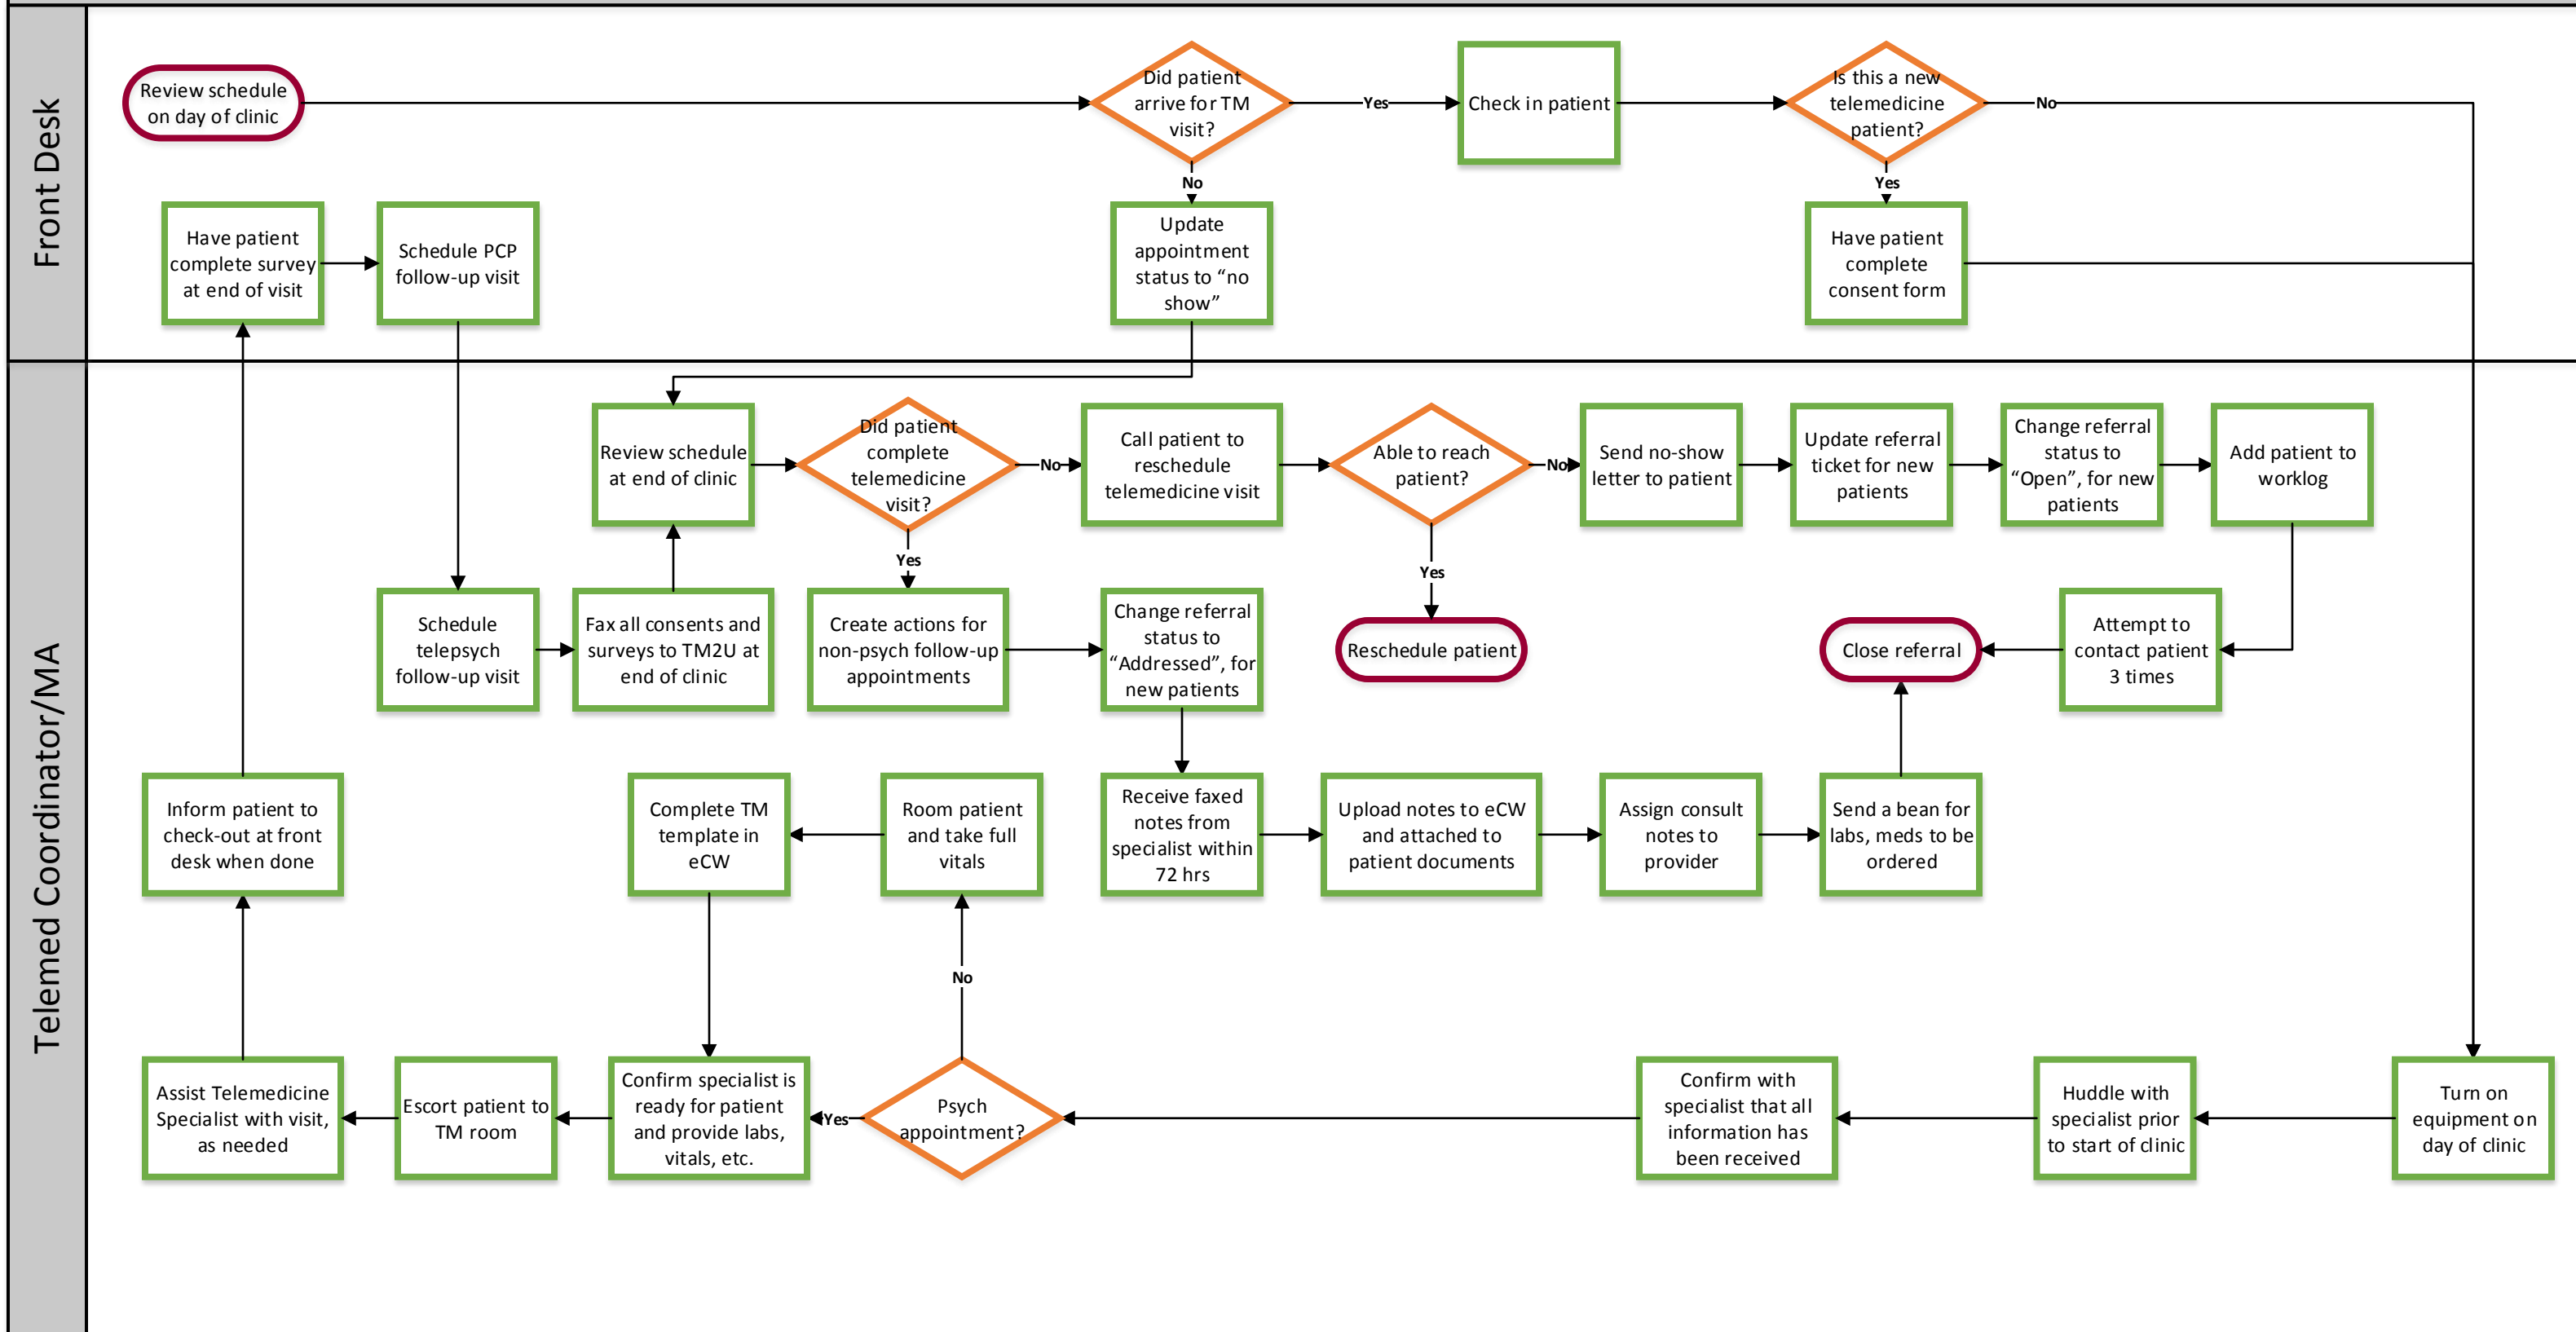 Front Desk
Review schedule
on day of clinic
Did patient
arrive for TM
visit?
Yes
Check in patient
Is this a new
telemedicine
patient?
No
No
Yes
Have patient
complete survey
at end of visit
Schedule PCP
follow-up visit
Update
appointment
status to “no
show”
Have patient
complete
consent form
Telemed Coordinator/MA
Review schedule
at end of clinic
Did patient
complete
telemedicine
visit?
No
Call patient to
reschedule
telemedicine visit
Able to reach
patient?
No
Send no-show
letter to patient
Update referral
ticket for new
patients
Change referral
status to
“Open”, for new
patients
Add patient to
worklog
Yes
Yes
Schedule
telepsych
follow-up visit
Fax all consents and
surveys to TM2U at
end of clinic
Create actions for
non-psych follow-up
appointments
Change referral
status to
“Addressed”, for
new patients
Reschedule patient
Close referral
Attempt to
contact patient
3 times
Inform patient to
check-out at front
desk when done
Complete TM
template in
eCW
Room patient
and take full
vitals
Receive faxed
notes from
specialist within
72 hrs
Upload notes to eCW
and attached to
patient documents
Assign consult
notes to
provider
Send a bean for
labs, meds to be
ordered
No
Assist Telemedicine
Specialist with visit,
as needed
Escort patient to
TM room
Confirm specialist is
ready for patient
and provide labs,
vitals, etc.
Yes
Psych
appointment?
Confirm with
specialist that all
information has
been received
Huddle with
specialist prior
to start of clinic
Turn on
equipment on
day of clinic